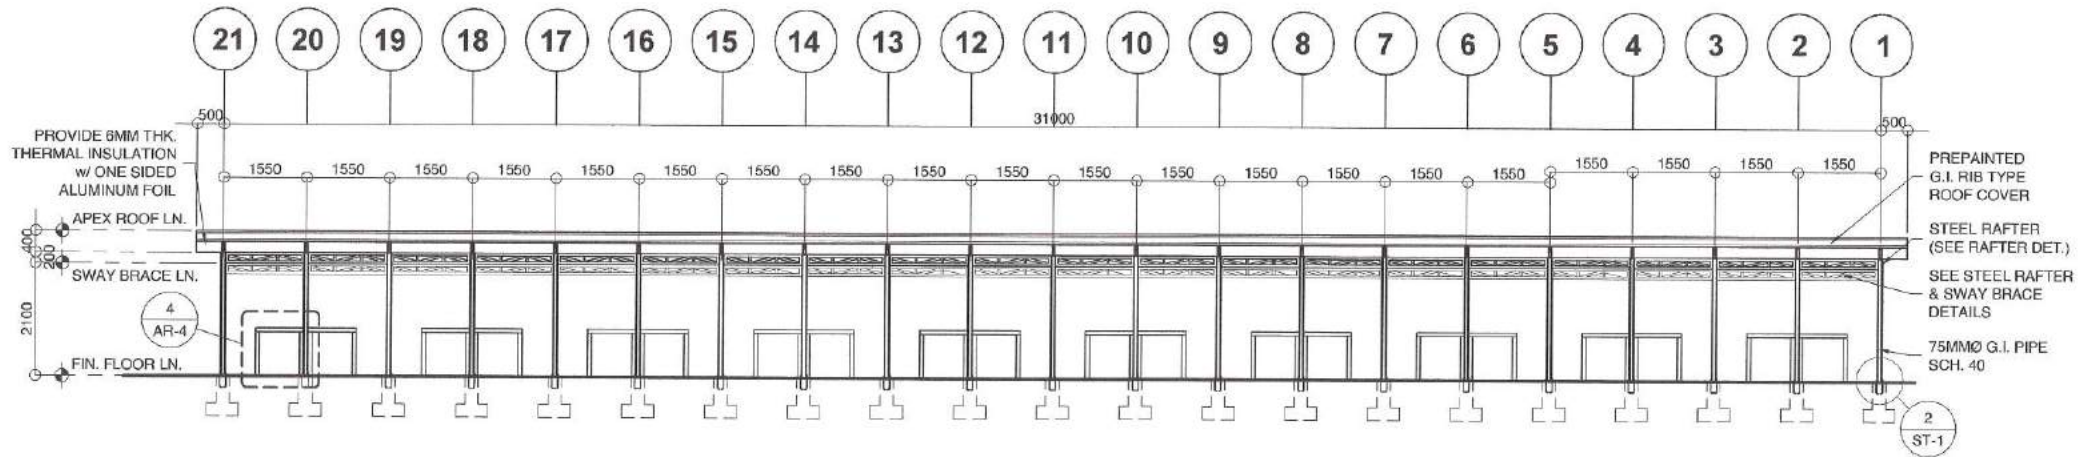 21 20 19 18 17 16 15 14 13 12 11 10 9 8 7 6 5 4 3 2 1
500 31000 500
1550 1550 1550 1550 1550 1550 1550 1550 1550 1550 1550 1550 1550 1550 1550 1550 1550 1550 1550 1550
PROVIDE 6MM THK.
THERMAL INSULATION
w/ ONE SIDED
ALUMINUM FOIL
APEX ROOF LN.
400
200
SWAY BRACE LN.
2100
4
AR-4
FIN. FLOOR LN.
PREPAINTED
G.I. RIB TYPE
ROOF COVER
STEEL RAFTER
(SEE RAFTER DET.)
SEE STEEL RAFTER
& SWAY BRACE
DETAILS
75MMØ G.I. PIPE
SCH. 40
2
ST-1